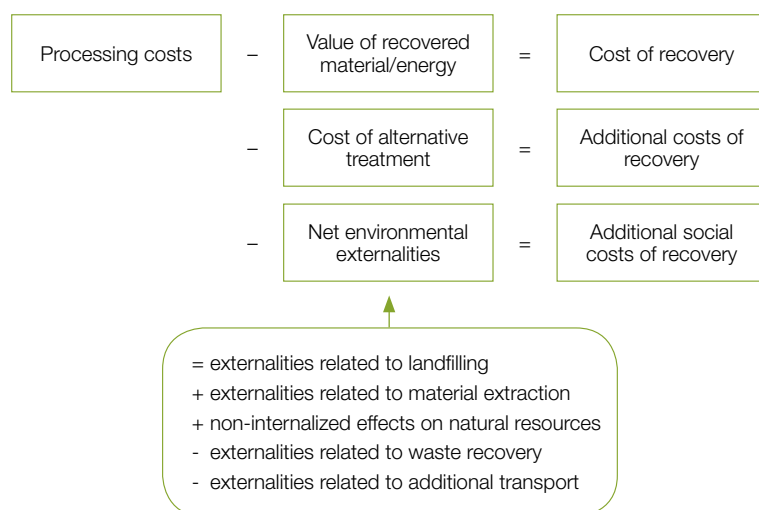 Processing costs – Value of recovered material/energy = Cost of recovery
– Cost of alternative treatment = Additional costs of recovery
– Net environmental externalities = Additional social costs of recovery
= externalities related to landfilling
+ externalities related to material extraction
+ non-internalized effects on natural resources
- externalities related to waste recovery
- externalities related to additional transport